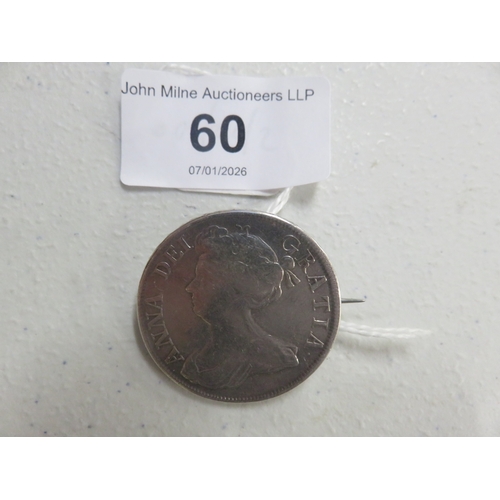 John Milne Auctioneers LLP
60
07/01/2026
ANNA · DEI GRATIA ·